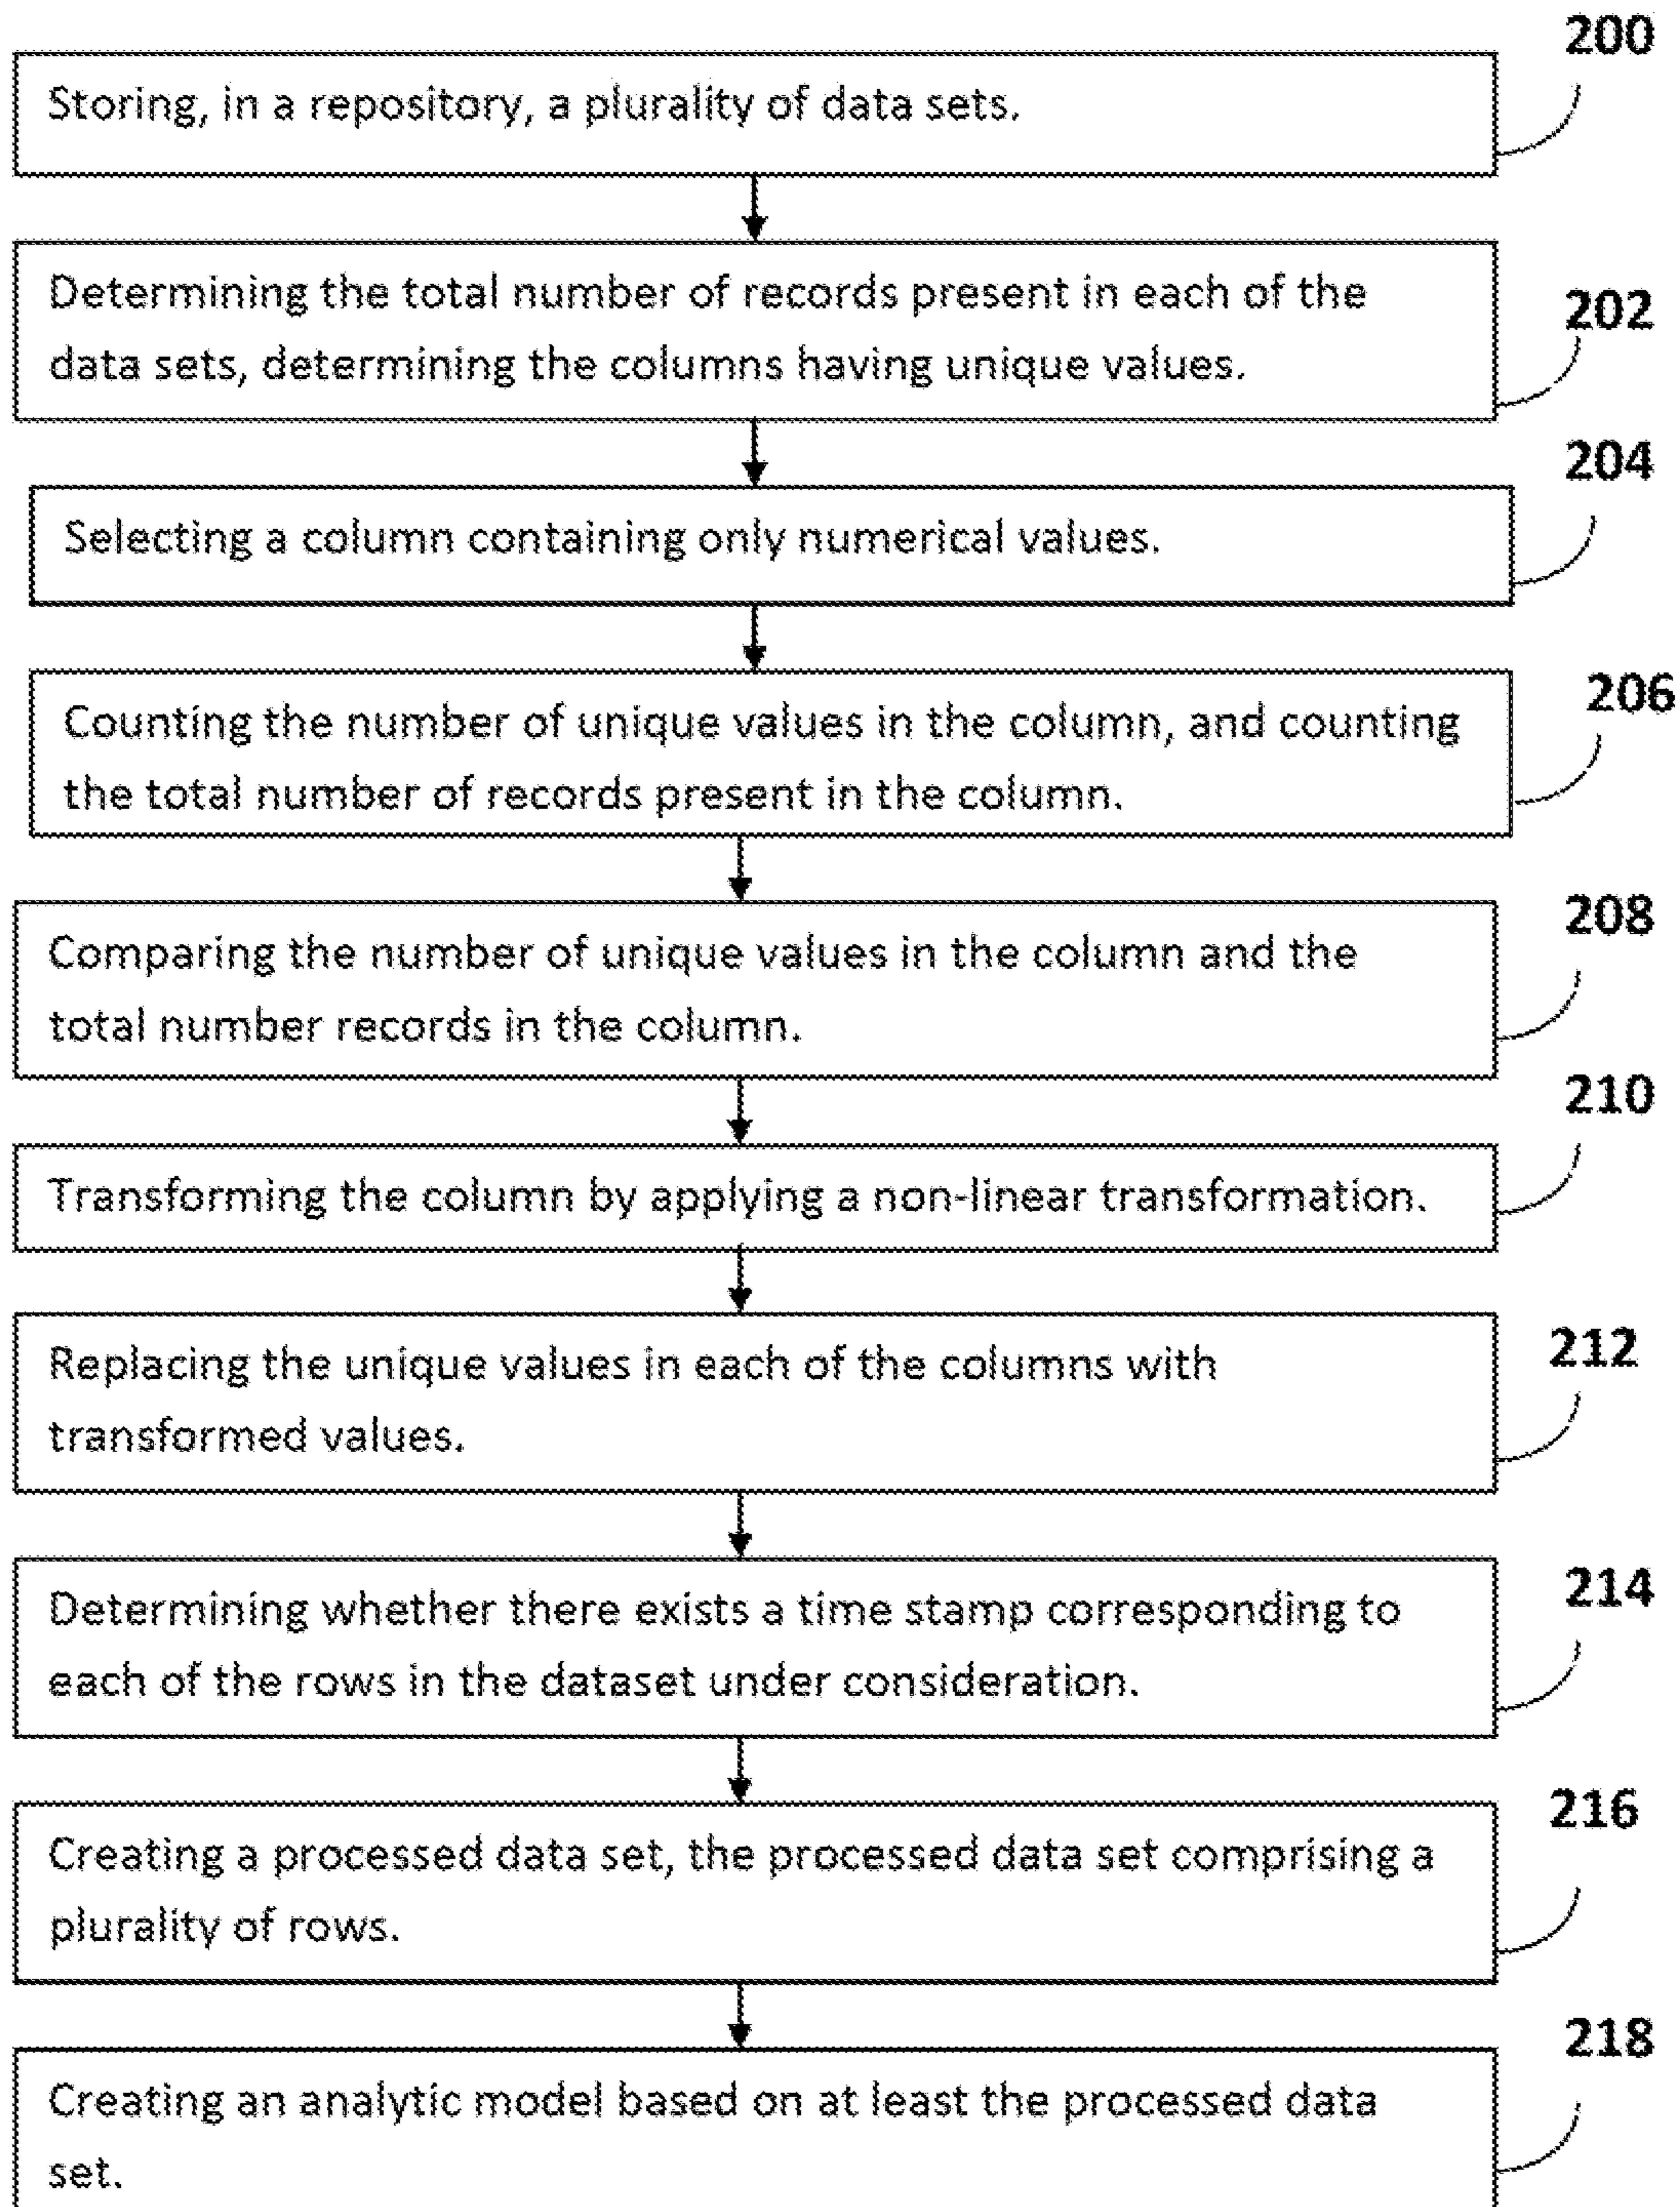 200
Storing, in a repository, a plurality of data sets.
Determining the total number of records present in each of the
202
data sets, determining the columns having unique values.
204
Selecting a column containing only numerical values.
206
Counting the number of unique values in the column, and counting
the total number of records present in the column.
208
Comparing the number of unique values in the column and the
total number records in the column.
210
Transforming the column by applying a non-linear transformation.
212
Replacing the unique values in each of the columns with
transformed values.
214
Determining whether there exists a time stamp corresponding to
each of the rows in the dataset under consideration.
216
Creating a processed data set, the processed data set comprising a
plurality of rows.
218
Creating an analytic model based on at least the processed data
set.